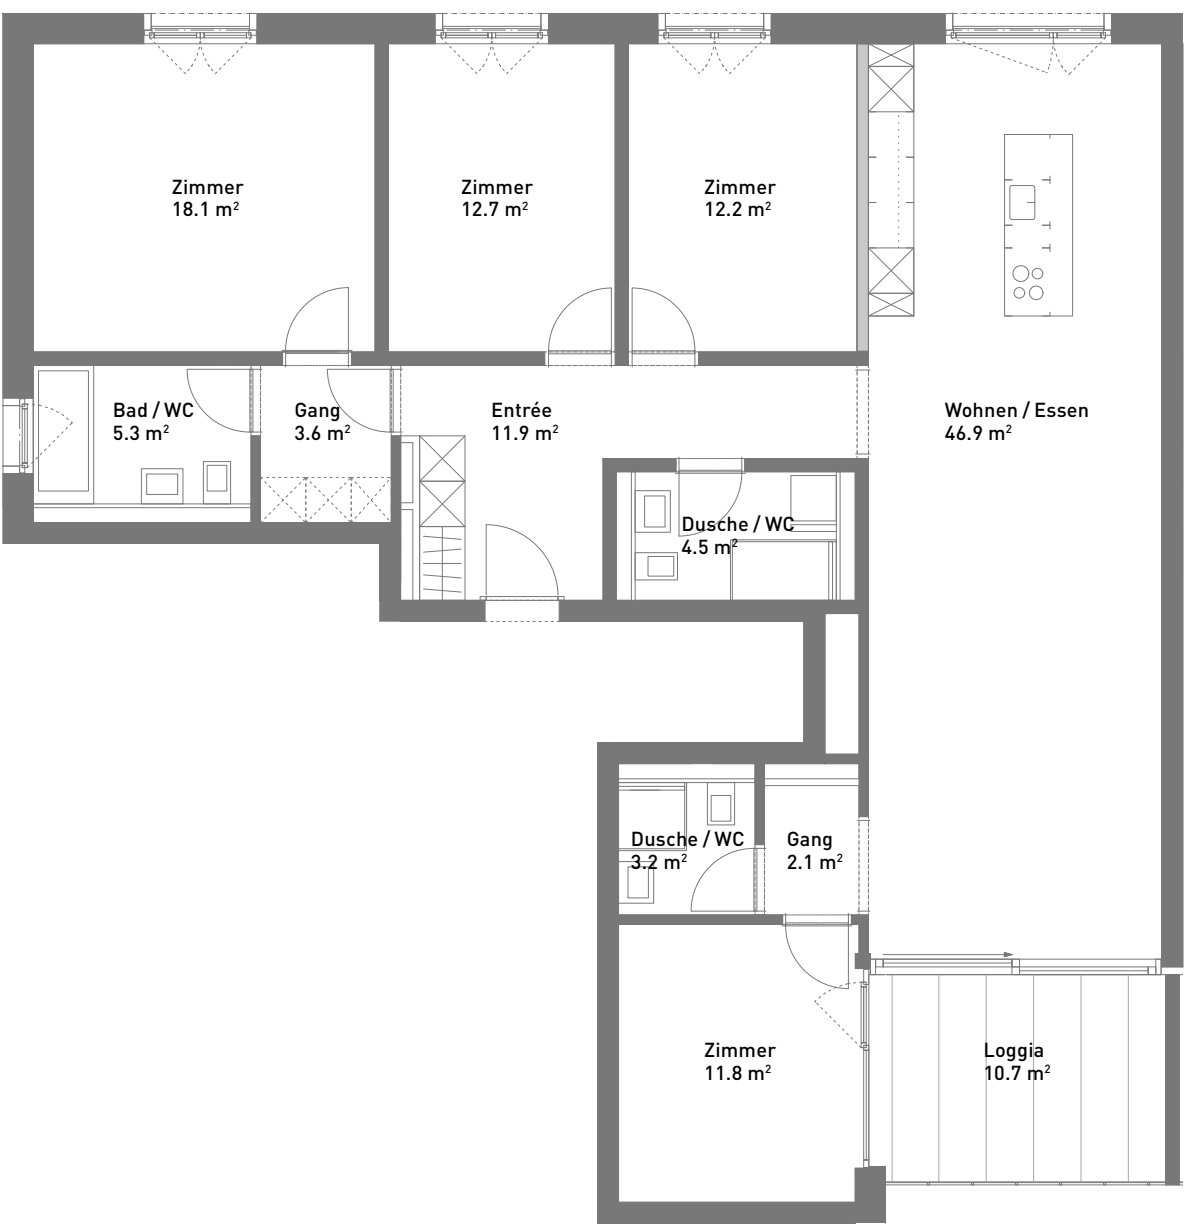 Zimmer
18.1 m²
Zimmer
12.7 m²
Zimmer
12.2 m²
Bad / WC
5.3 m²
Gang
3.6 m²
Entrée
11.9 m²
Wohnen / Essen
46.9 m²
Dusche / WC
4.5 m²
Dusche / WC
3.2 m²
Gang
2.1 m²
Zimmer
11.8 m²
Loggia
10.7 m²